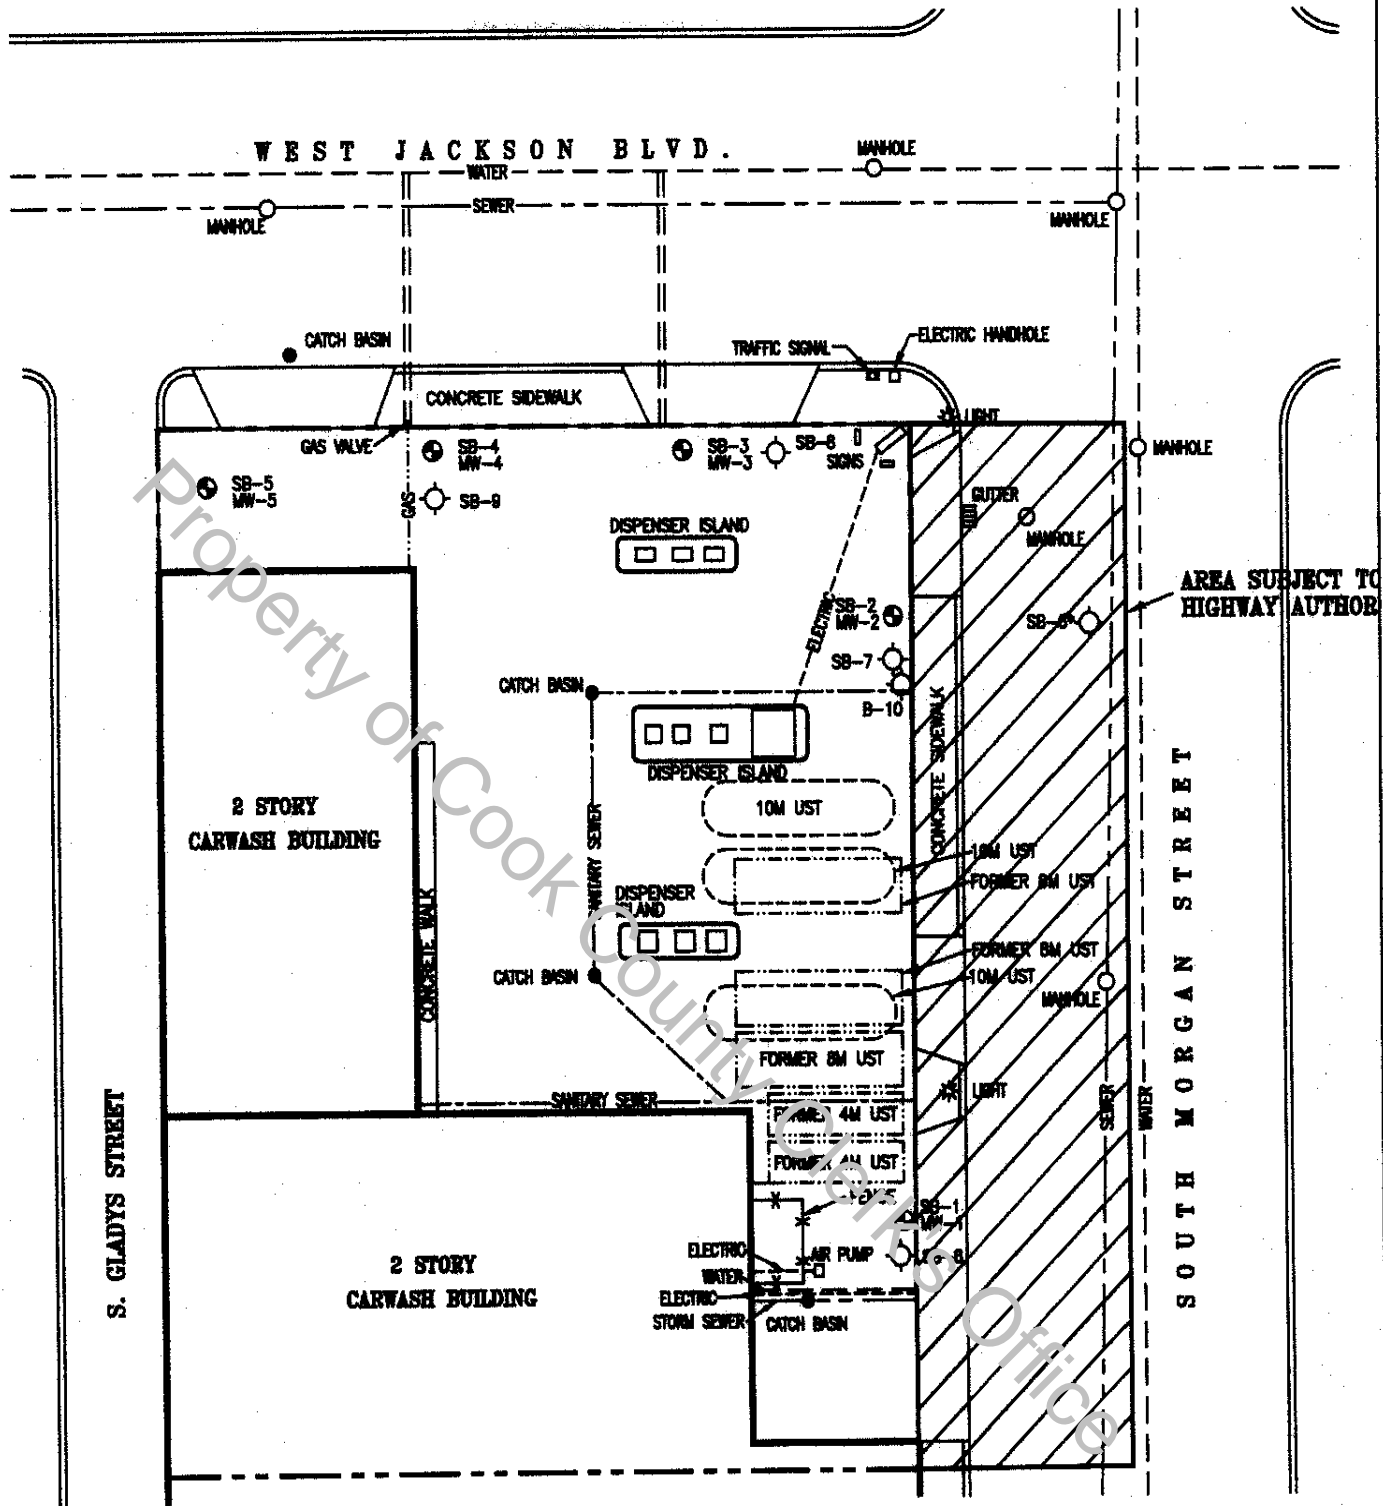 WEST JACKSON BLVD.
MANHOLE
WATER
SEWER
MANHOLE
MANHOLE
CATCH BASIN
TRAFFIC SIGNAL
ELECTRIC HANDHOLE
CONCRETE SIDEWALK
LIGHT
GAS VALVE
SB-4
MW-4
SB-3
MW-3
SB-8
SIGNS
MANHOLE
SB-5
MW-5
GAS
SB-9
GUTTER
MANHOLE
DISPENSER ISLAND
AREA SUBJECT TO
HIGHWAY AUTHOR
ELECTRIC
SB-2
MW-2
SB-7
CATCH BASIN
B-10
CONCRETE SIDEWALK
DISPENSER ISLAND
10M UST
2 STORY
CARWASH BUILDING
SANITARY SEWER
10M UST
FORMER 8M UST
DISPENSER
ISLAND
CONCRETE WALK
FORMER 8M UST
10M UST
CATCH BASIN
MANHOLE
FORMER 8M UST
LIGHT
SANITARY SEWER
FORMER 4M UST
FORMER 4M UST
SEWER
WATER
SOUTH MORGAN STREET
S. GLADYS STREET
FENCE
SB-1
MW-1
ELECTRIC
AIR PUMP
WATER
ELECTRIC
STORM SEWER
CATCH BASIN
2 STORY
CARWASH BUILDING
Property of Cook County Clerk's Office